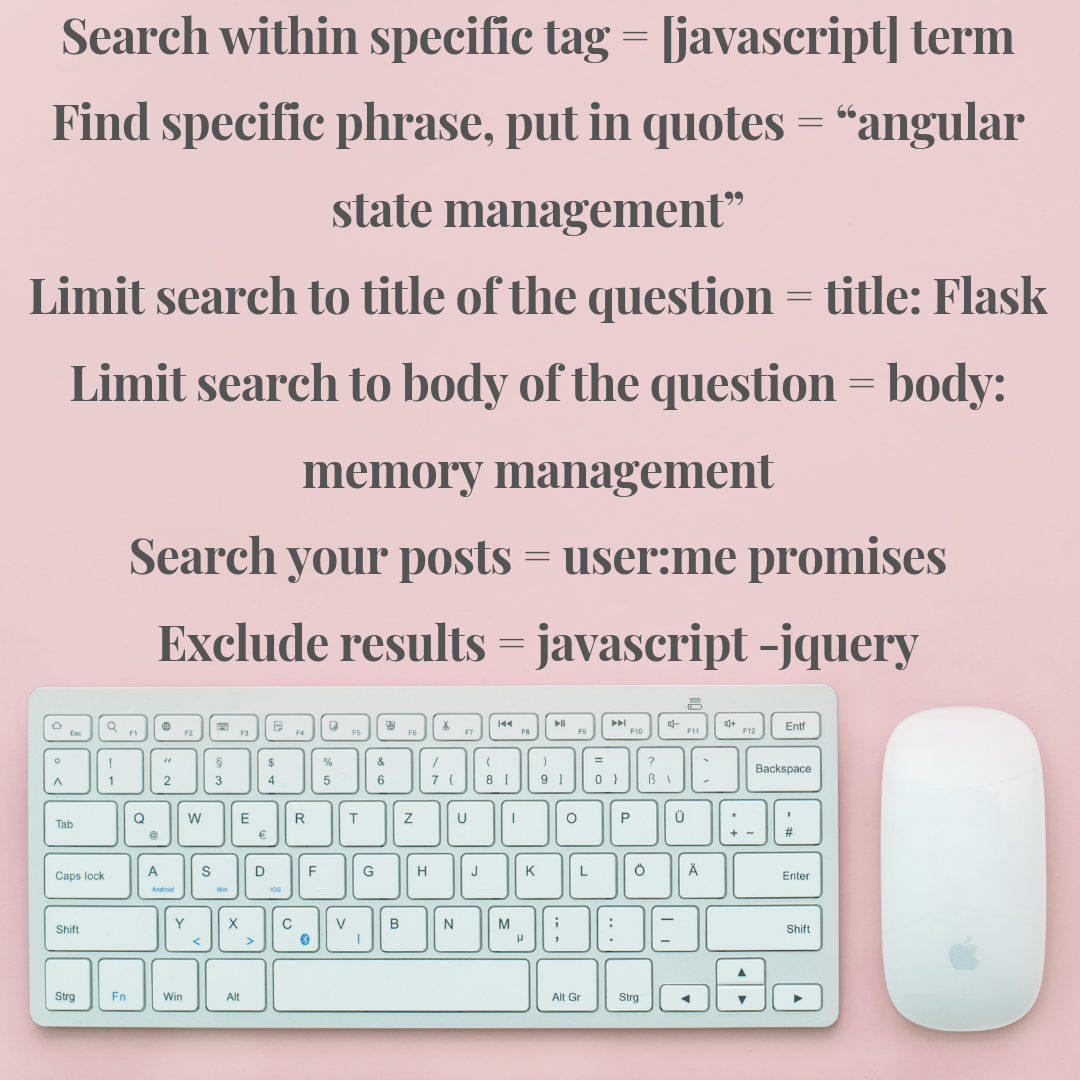 Search within specific tag = [javascript] term
Find specific phrase, put in quotes = “angular
state management”
Limit search to title of the question = title: Flask
Limit search to body of the question = body:
memory management
Search your posts = user:me promises
Exclude results = javascript -jquery
Esc F1 F2 F3 F4 F5 F6 F7 F8 F9 F10 F11 F12 Entf
° ! " § $ % & / ( ) = ? ` Backspace
^ 1 2 3 4 5 6 7 { 8 [ 9 ] 0 } ß \ -
Tab Q W E R T Z U I O P Ü * '
@ € + ~ #
Caps lock A S D F G H J K L Ö Ä Enter
Android Win IOS
Shift Y X C V B N M ; : — Shift
< > | µ , . –
Strg Fn Win Alt Alt Gr Strg ◀ ▲ ▼ ▶